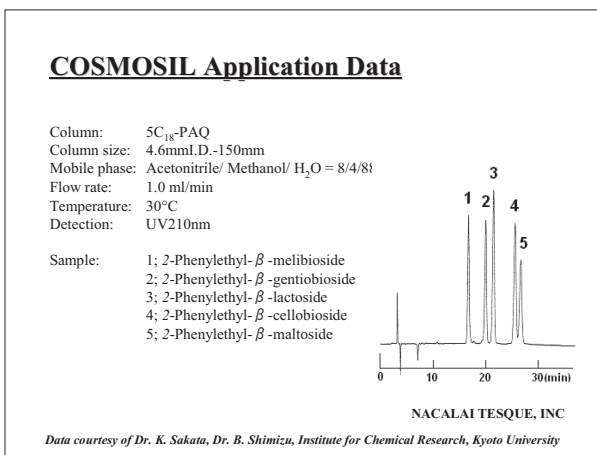 COSMOSIL Application Data
Column: 5C₁₈-PAQ
Column size: 4.6mmI.D.-150mm
Mobile phase: Acetonitrile/ Methanol/ H₂O = 8/4/88
Flow rate: 1.0 ml/min
Temperature: 30°C
Detection: UV210nm
Sample: 1; 2-Phenylethyl-β-melibioside
2; 2-Phenylethyl-β-gentiobioside
3; 2-Phenylethyl-β-lactoside
4; 2-Phenylethyl-β-cellobioside
5; 2-Phenylethyl-β-maltoside
1 2 3 4 5
0 10 20 30(min)
NACALAI TESQUE, INC
Data courtesy of Dr. K. Sakata, Dr. B. Shimizu, Institute for Chemical Research, Kyoto University